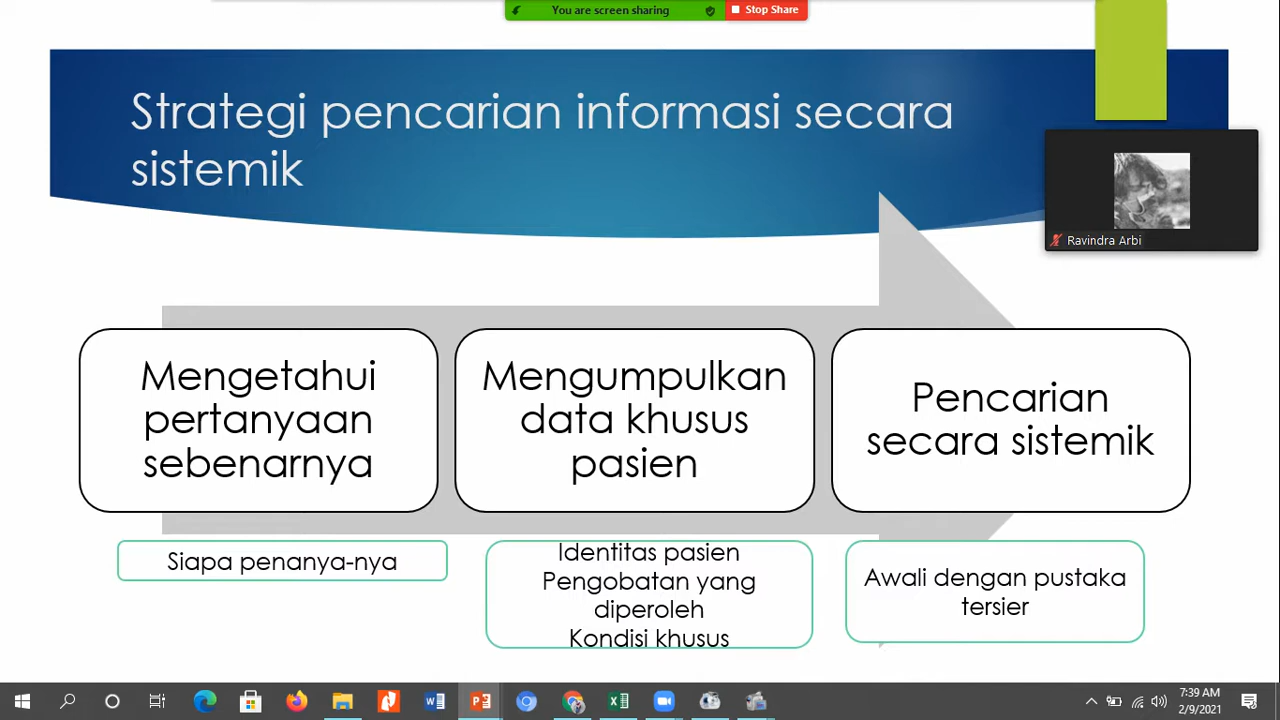 You are screen sharing
Stop Share
Strategi pencarian informasi secara
sistemik
Ravindra Arbi
Mengetahui
pertanyaan
sebenarnya
Mengumpulkan
data khusus
pasien
Pencarian
secara sistemik
Siapa penanya-nya
Identitas pasien
Pengobatan yang
diperoleh
Kondisi khusus
Awali dengan pustaka
tersier
7:39 AM
2/9/2021